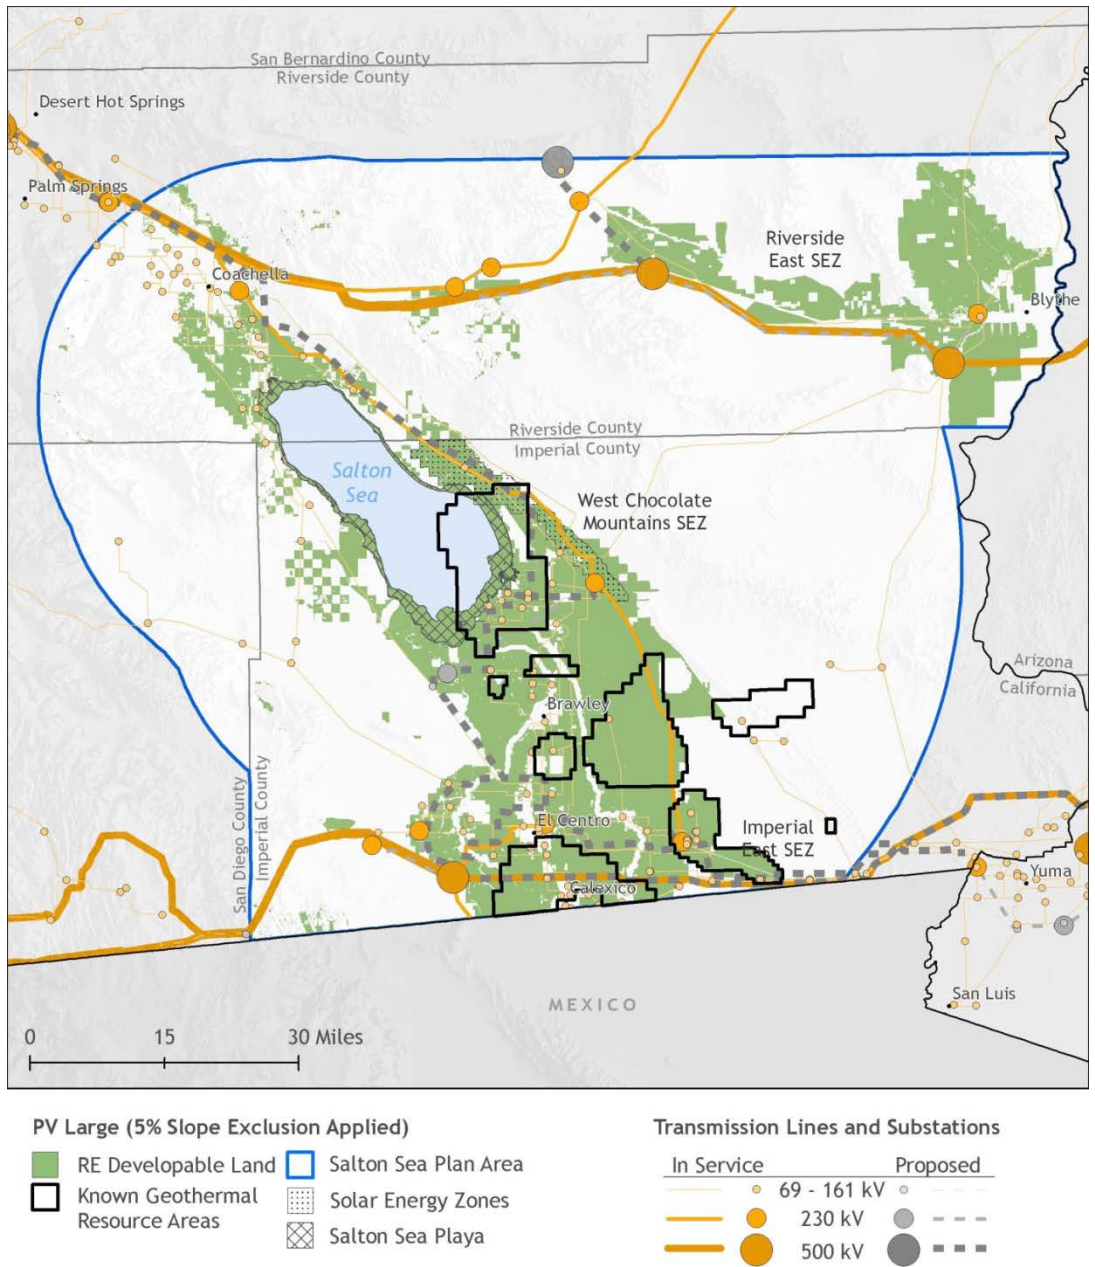 San Bernardino County
Riverside County
Desert Hot Springs
Palm Springs
Riverside
East SEZ
Coachella
Blythe
Riverside County
Imperial County
Salton
Sea
West Chocolate
Mountains SEZ
Arizona
California
Brawley
San Diego County
Imperial County
El Centro
Imperial
East SEZ
Calexico
Yuma
San Luis
MEXICO
0 15 30 Miles
PV Large (5% Slope Exclusion Applied)
RE Developable Land
Known Geothermal
Resource Areas
Salton Sea Plan Area
Solar Energy Zones
Salton Sea Playa
Transmission Lines and Substations
In Service Proposed
69 - 161 kV
230 kV
500 kV